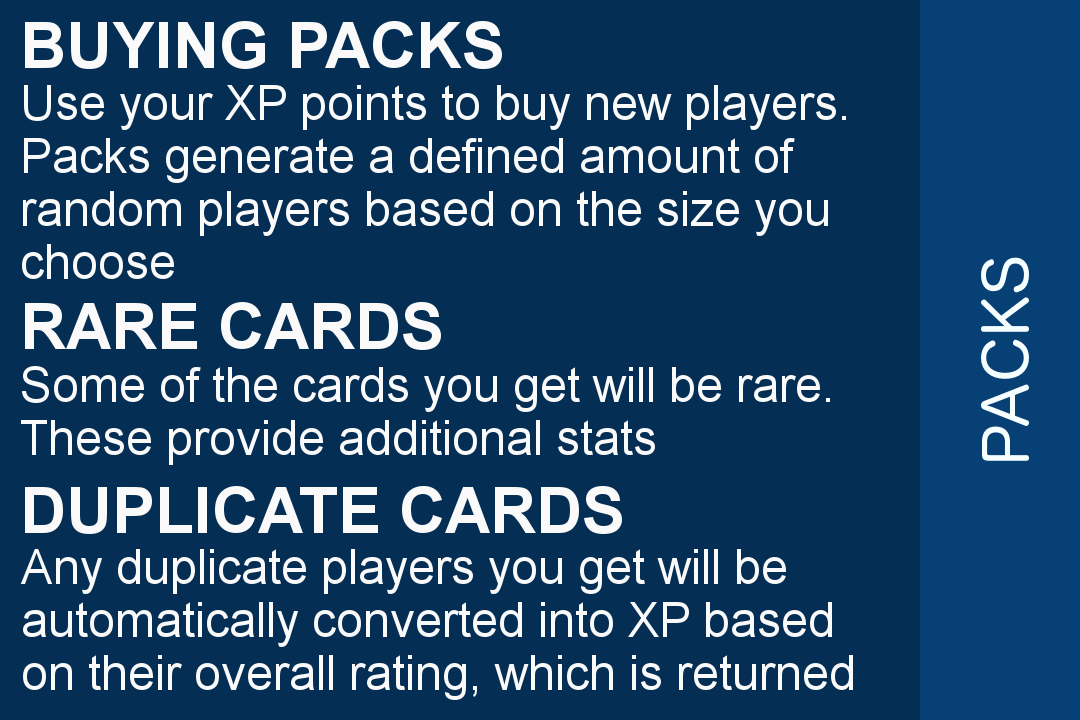 BUYING PACKS
Use your XP points to buy new players.
Packs generate a defined amount of
random players based on the size you
choose
RARE CARDS
Some of the cards you get will be rare.
These provide additional stats
DUPLICATE CARDS
Any duplicate players you get will be
automatically converted into XP based
on their overall rating, which is returned
PACKS